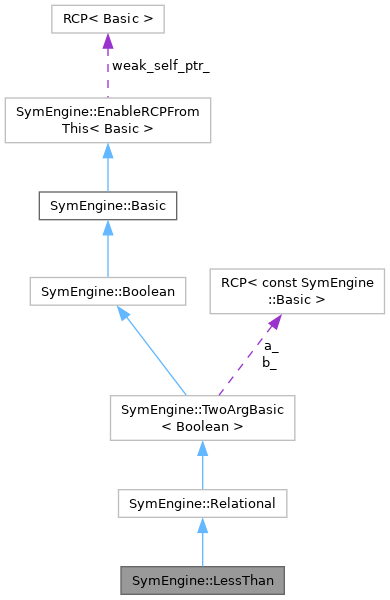 RCP< Basic >
weak_self_ptr_
SymEngine::EnableRCPFrom
This< Basic >
SymEngine::Basic
SymEngine::Boolean
RCP< const SymEngine
::Basic >
a_
b_
SymEngine::TwoArgBasic
< Boolean >
SymEngine::Relational
SymEngine::LessThan